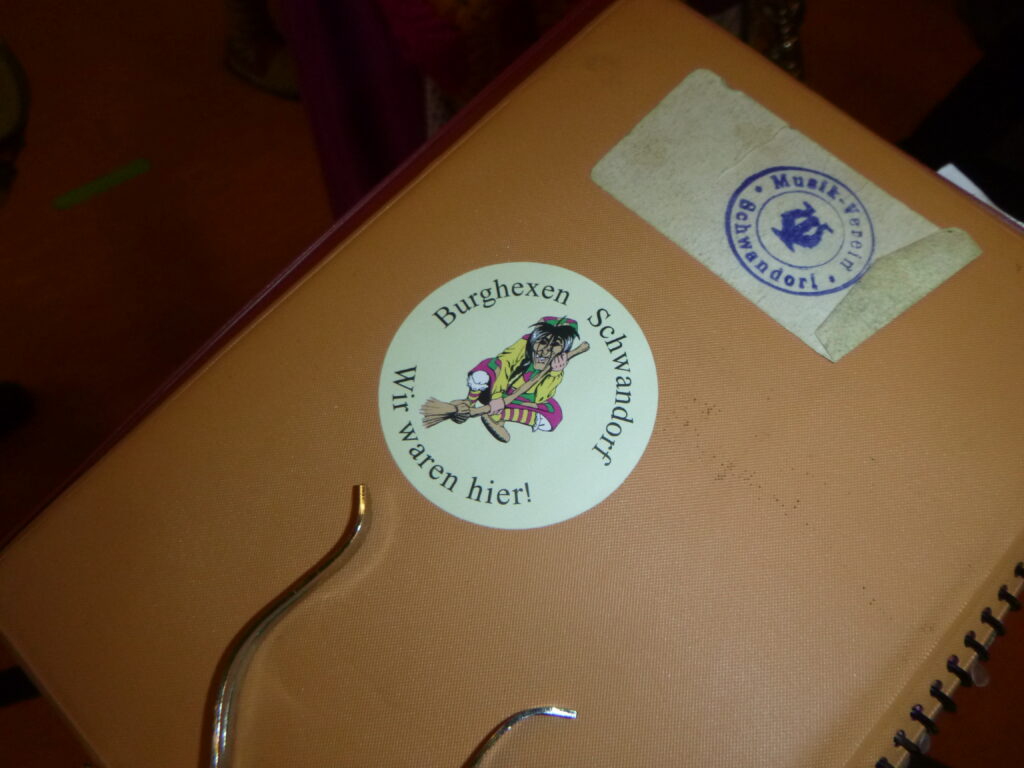 Burghexen Schwandorf
Wir waren hier!
Musik-Verein
Schwandorf